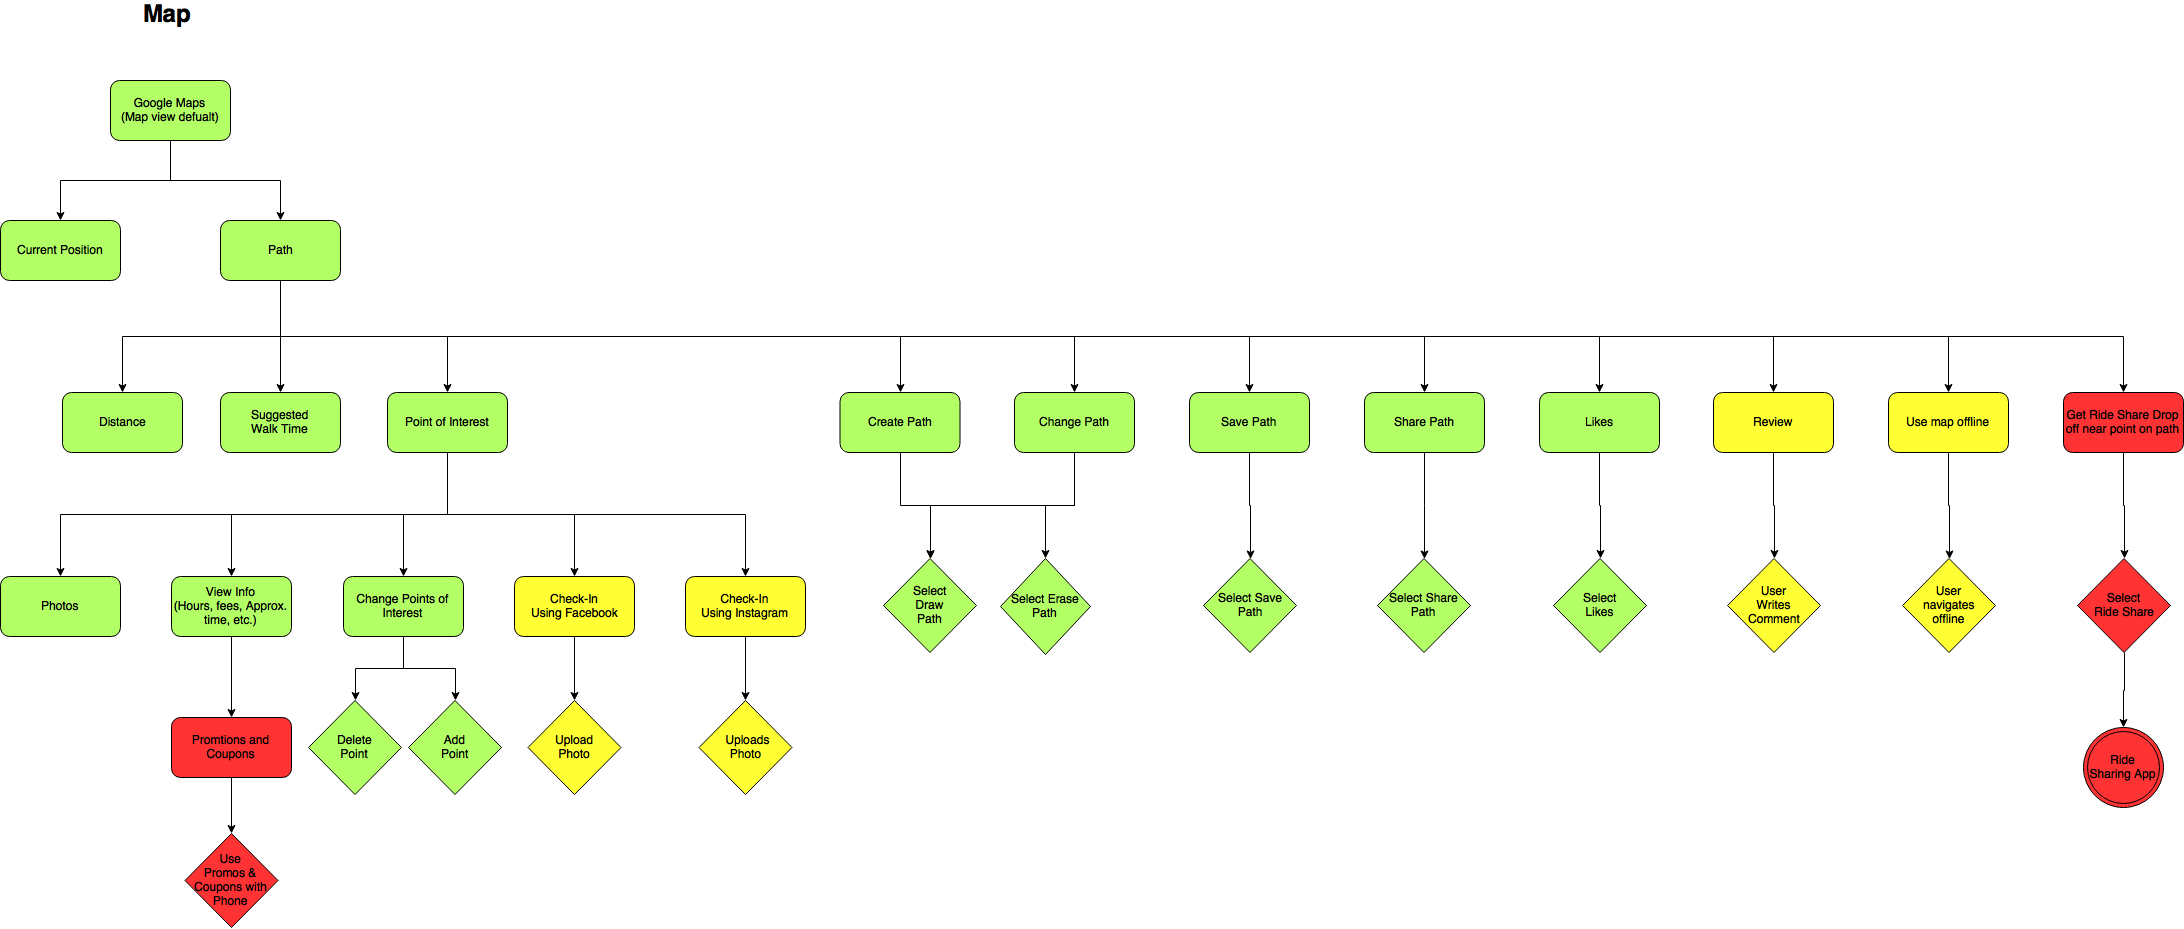 Map
Google Maps
(Map view defualt)
Current Position
Path
Distance
Suggested
Walk Time
Point of Interest
Create Path
Change Path
Save Path
Share Path
Likes
Review
Use map offline
Get Ride Share Drop
off near point on path
Photos
View Info
(Hours, fees, Approx.
time, etc.)
Change Points of
Interest
Check-In
Using Facebook
Check-In
Using Instagram
Select
Draw
Path
Select Erase
Path
Select Save
Path
Select Share
Path
Select
Likes
User
Writes
Comment
User
navigates
offline
Select
Ride Share
Promtions and
Coupons
Delete
Point
Add
Point
Upload
Photo
Uploads
Photo
Ride
Sharing App
Use
Promos &
Coupons with
Phone